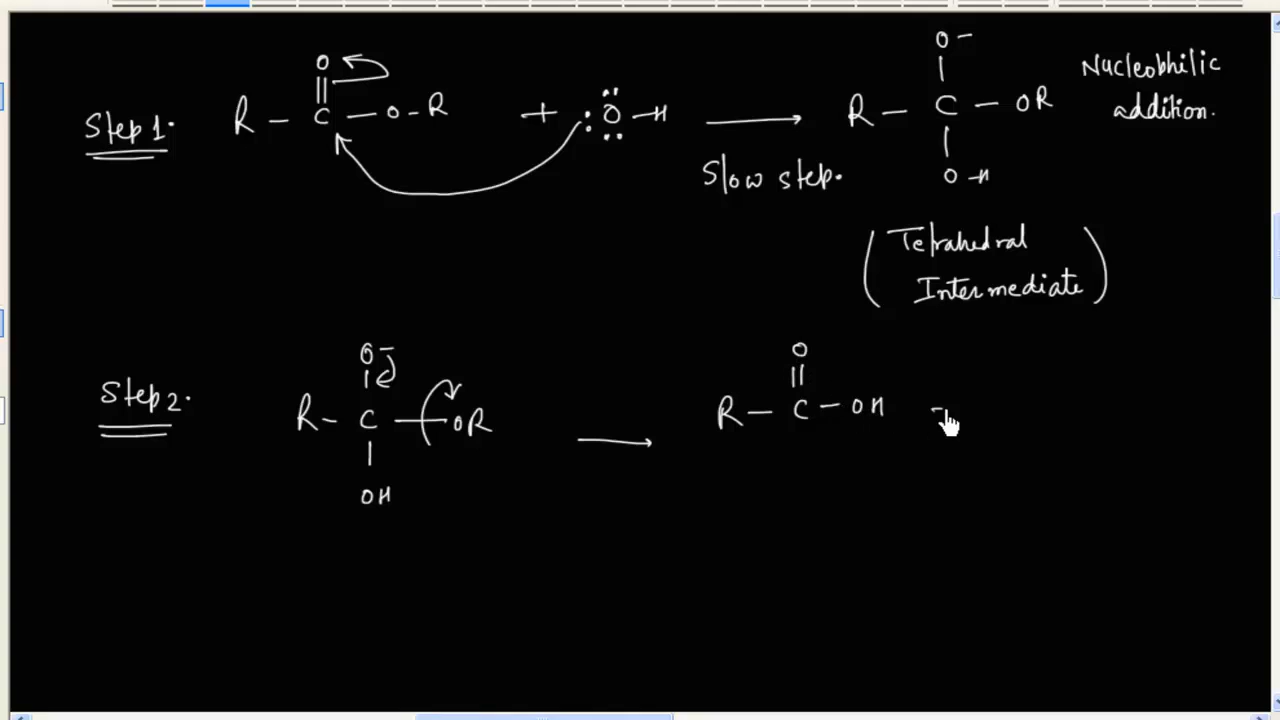 Step 1.
O
||
R - C - O - R + :Ö-H → Slow step.
O⁻
|
R - C - OR
|
O-H
Nucleophilic
addition.
(Tetrahedral
Intermediate)
Step 2.
O⁻
|
R - C - OR →
|
OH
O
||
R - C - OH